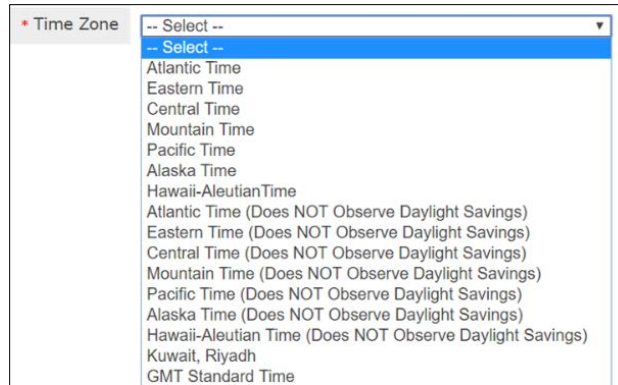 * Time Zone
-- Select --
-- Select --
Atlantic Time
Eastern Time
Central Time
Mountain Time
Pacific Time
Alaska Time
Hawaii-AleutianTime
Atlantic Time (Does NOT Observe Daylight Savings)
Eastern Time (Does NOT Observe Daylight Savings)
Central Time (Does NOT Observe Daylight Savings)
Mountain Time (Does NOT Observe Daylight Savings)
Pacific Time (Does NOT Observe Daylight Savings)
Alaska Time (Does NOT Observe Daylight Savings)
Hawaii-Aleutian Time (Does NOT Observe Daylight Savings)
Kuwait, Riyadh
GMT Standard Time